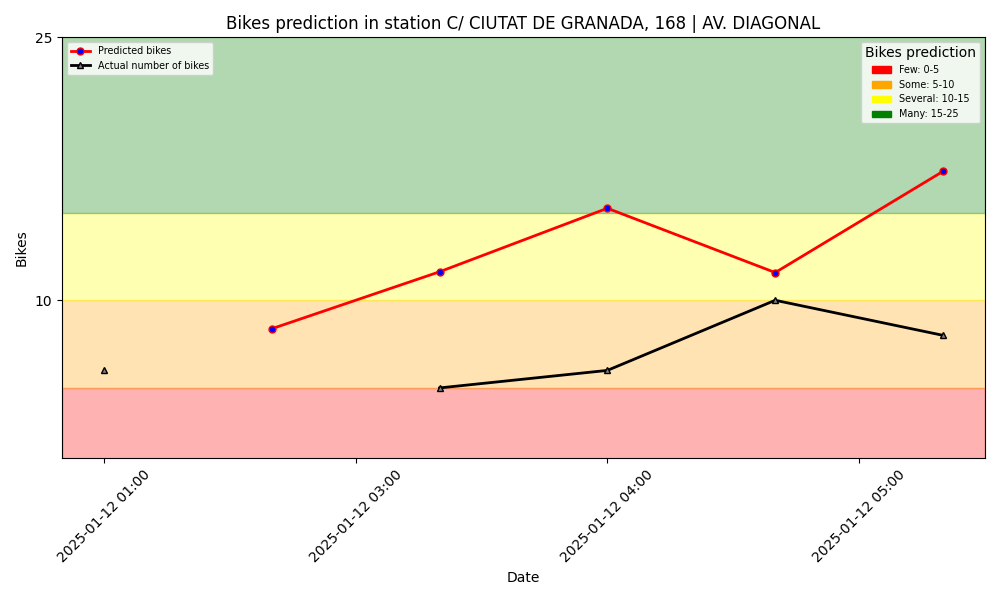 Bikes prediction in station C/ CIUTAT DE GRANADA, 168 | AV. DIAGONAL
25
Predicted bikes
Actual number of bikes
Bikes prediction
Few: 0-5
Some: 5-10
Several: 10-15
Many: 15-25
Bikes
10
2025-01-12 01:00
2025-01-12 03:00
2025-01-12 04:00
2025-01-12 05:00
Date